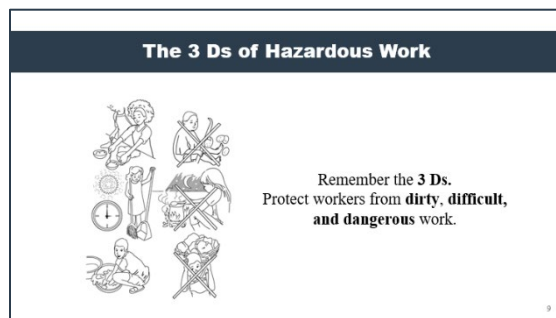 The 3 Ds of Hazardous Work
Remember the 3 Ds.
Protect workers from dirty, difficult,
and dangerous work.
9